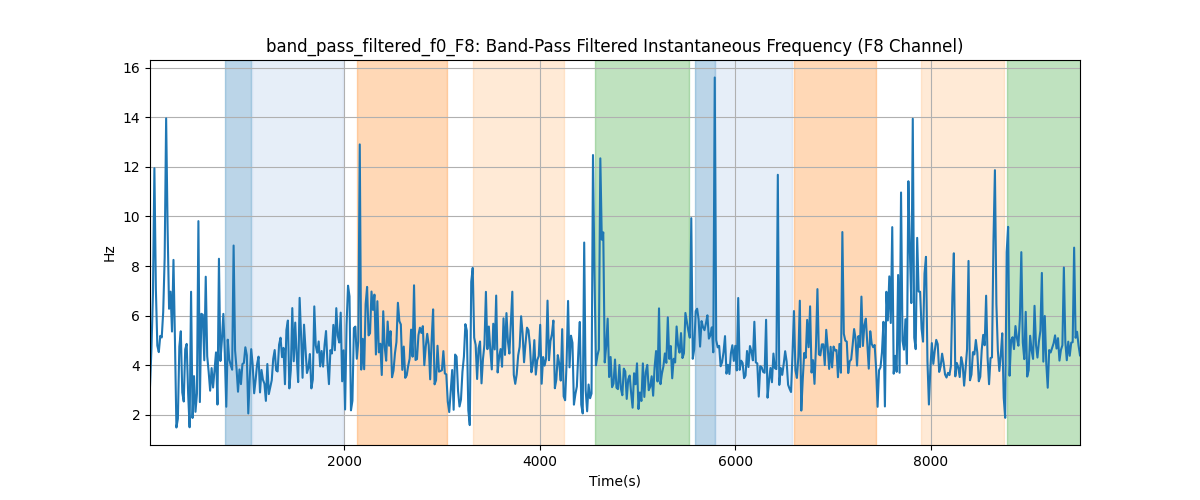 band_pass_filtered_f0_F8: Band-Pass Filtered Instantaneous Frequency (F8 Channel)
16
14
12
10
8
6
4
2
Hz
2000 4000 6000 8000
Time(s)